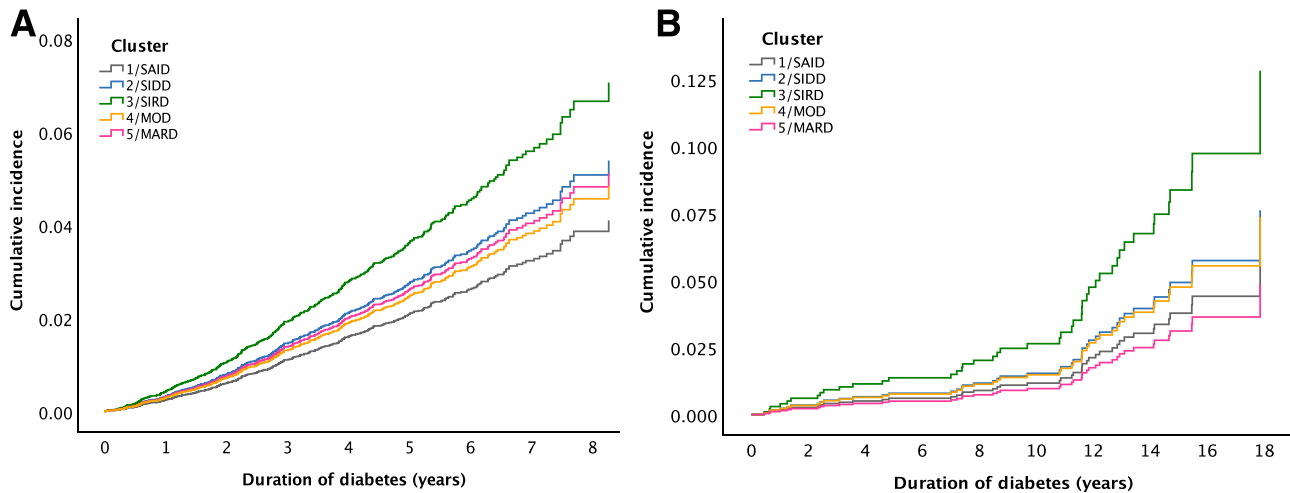 A
Cluster
1/SAID
2/SIDD
3/SIRD
4/MOD
5/MARD
0.08
0.06
0.04
0.02
0.00
Cumulative incidence
0 1 2 3 4 5 6 7 8
Duration of diabetes (years)
B
Cluster
1/SAID
2/SIDD
3/SIRD
4/MOD
5/MARD
0.125
0.100
0.075
0.050
0.025
0.000
Cumulative incidence
0 2 4 6 8 10 12 14 16 18
Duration of diabetes (years)